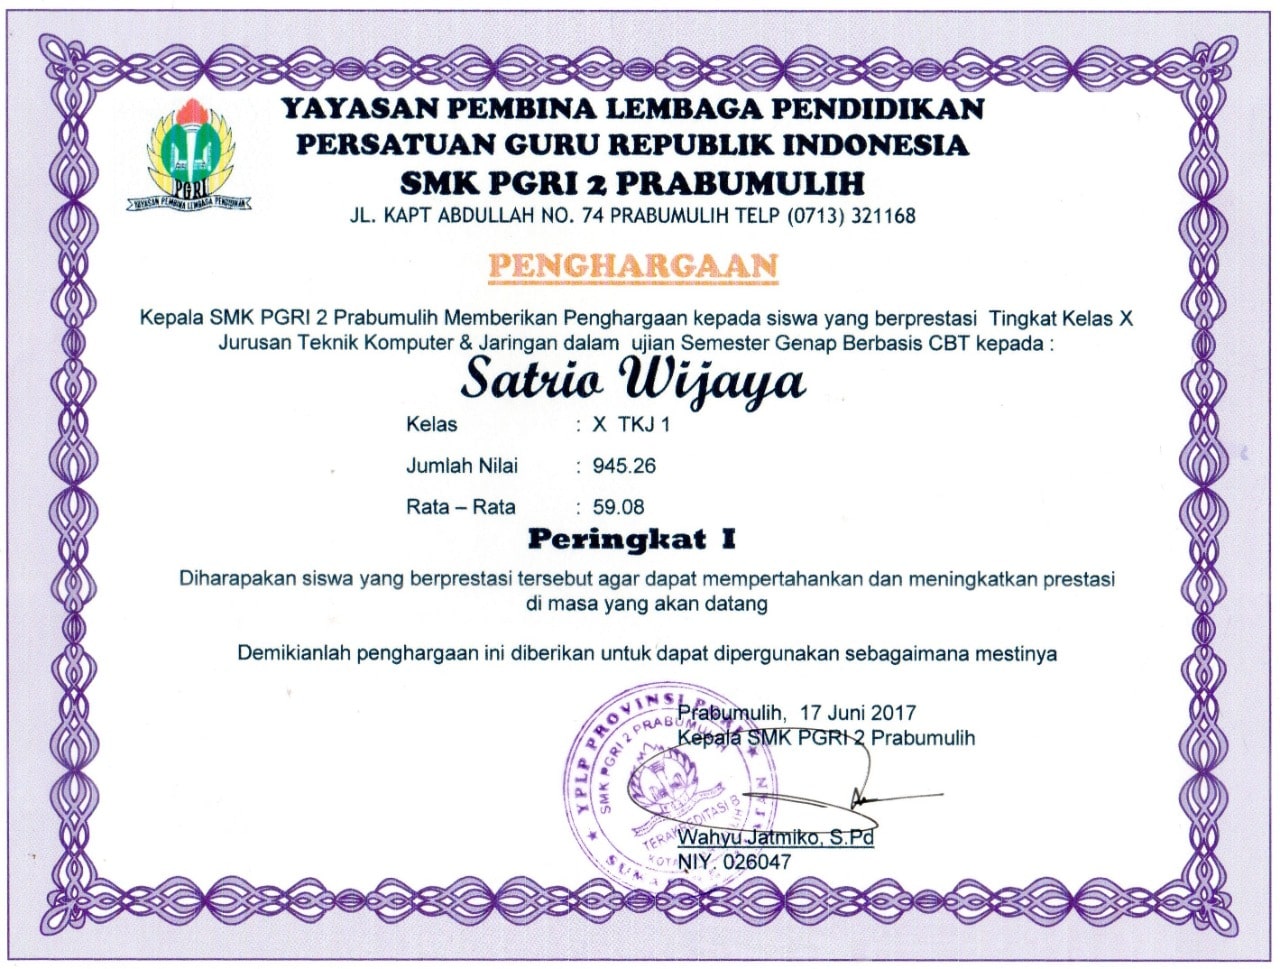 YAYASAN PEMBINA LEMBAGA PENDIDIKAN
PERSATUAN GURU REPUBLIK INDONESIA
SMK PGRI 2 PRABUMULIH
JL. KAPT ABDULLAH NO. 74 PRABUMULIH TELP (0713) 321168
PGRI
YAYASAN PEMBINA LEMBAGA PENDIDIKAN
PENGHARGAAN
Kepala SMK PGRI 2 Prabumulih Memberikan Penghargaan kepada siswa yang berprestasi Tingkat Kelas X
Jurusan Teknik Komputer & Jaringan dalam ujian Semester Genap Berbasis CBT kepada :
Satrio Wijaya
Kelas : X TKJ 1
Jumlah Nilai : 945.26
Rata – Rata : 59.08
Peringkat I
Diharapakan siswa yang berprestasi tersebut agar dapat mempertahankan dan meningkatkan prestasi
di masa yang akan datang
Demikianlah penghargaan ini diberikan untuk dapat dipergunakan sebagaimana mestinya
Prabumulih, 17 Juni 2017
Kepala SMK PGRI 2 Prabumulih
YPLP PROVINSI
SMK PGRI 2 PRABUMULIH
TERAKREDITASI B
Wahyu Jatmiko, S.Pd
NIY. 026047